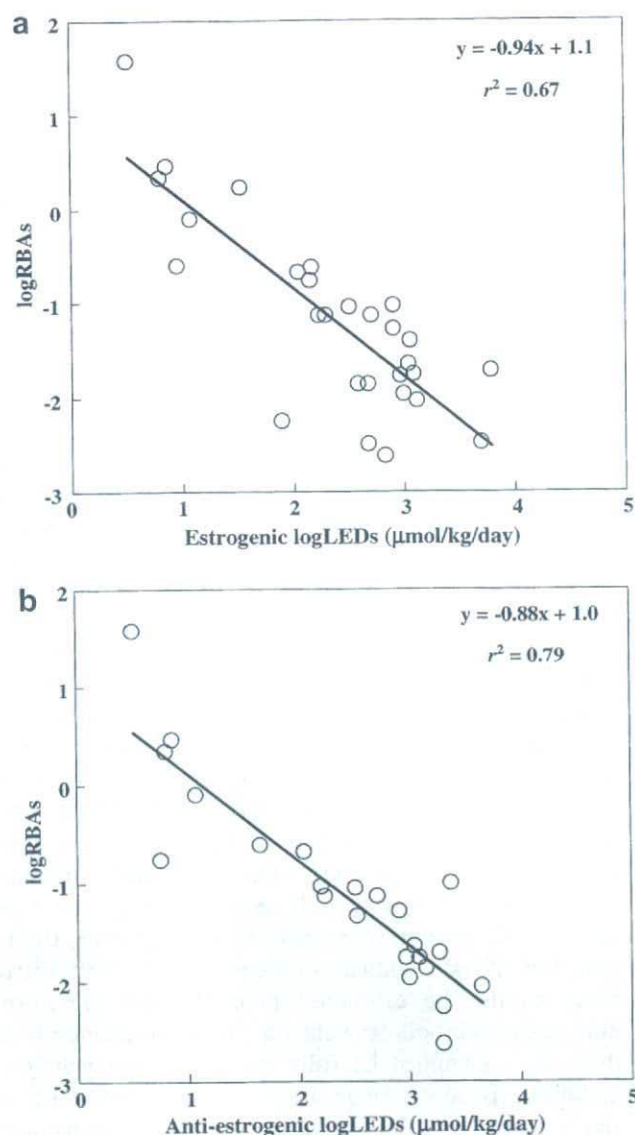 a
2
y = -0.94x + 1.1
r² = 0.67
1
0
-1
-2
-3
logRBAs
0 1 2 3 4 5
Estrogenic logLEDs (μmol/kg/day)
b
2
y = -0.88x + 1.0
r² = 0.79
1
0
-1
-2
-3
logRBAs
0 1 2 3 4 5
Anti-estrogenic logLEDs (μmol/kg/day)